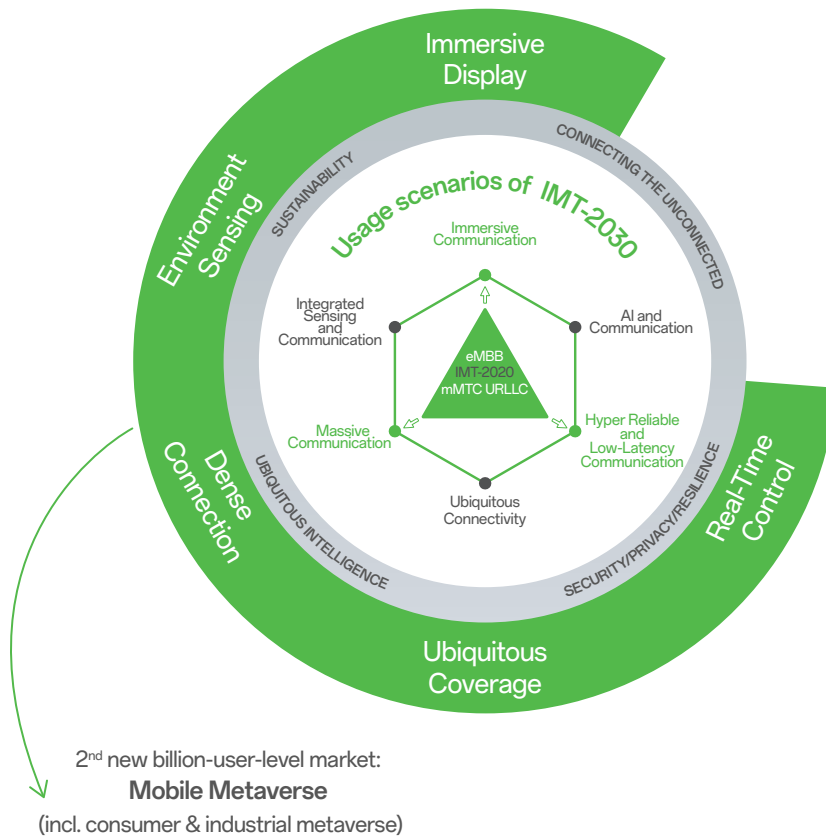 Immersive
Display
Environment
Sensing
SUSTAINABILITY
CONNECTING THE UNCONNECTED
Usage scenarios of IMT-2030
Immersive
Communication
Integrated
Sensing
and
Communication
AI and
Communication
eMBB
IMT-2020
mMTC URLLC
Massive
Communication
Hyper Reliable
and
Low-Latency
Communication
Ubiquitous
Connectivity
Dense
Connection
UBIQUITOUS INTELLIGENCE
SECURITY/PRIVACY/RESILIENCE
Real-Time
Control
Ubiquitous
Coverage
2nd new billion-user-level market:
Mobile Metaverse
(incl. consumer & industrial metaverse)